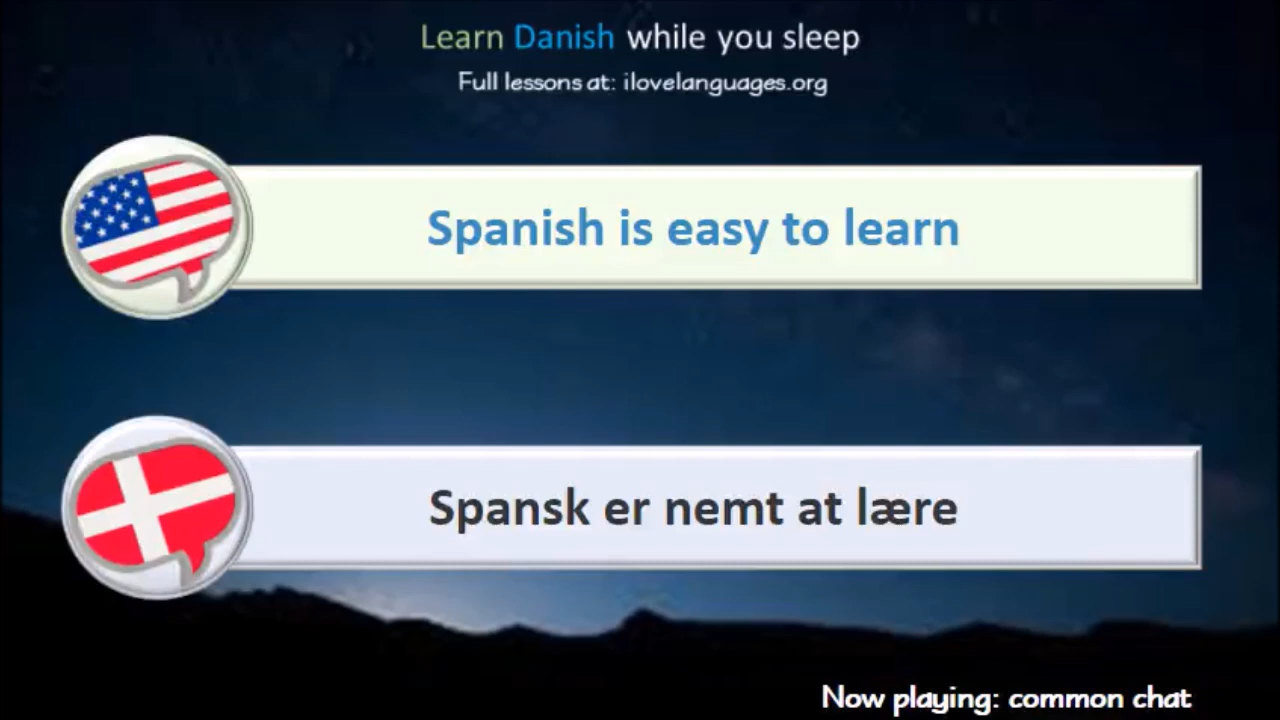 Learn Danish while you sleep
Full lessons at: ilovelanguages.org
Spanish is easy to learn
Spansk er nemt at lære
Now playing: common chat